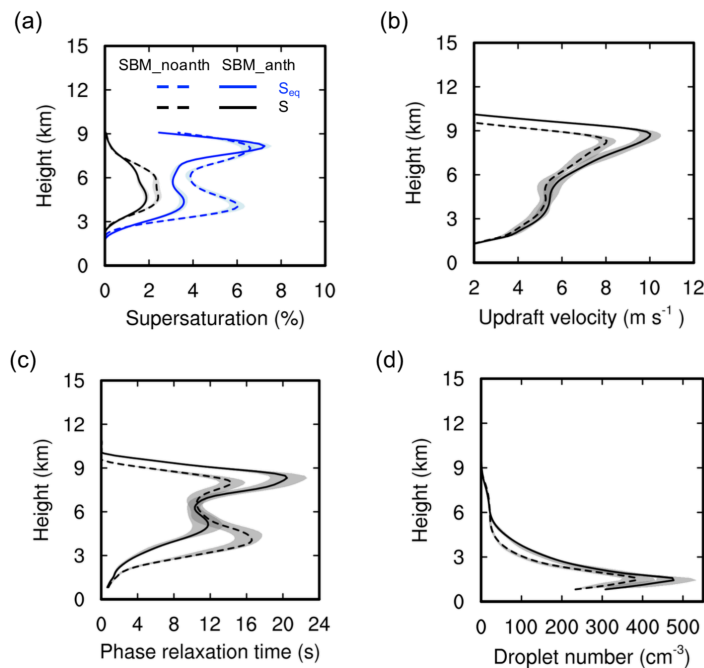 (a)
SBM_noanth SBM_anth
S_eq
S
15
12
9
6
3
0
Height (km)
0 2 4 6 8 10
Supersaturation (%)
(b)
15
12
9
6
3
0
Height (km)
2 4 6 8 10 12
Updraft velocity (m s⁻¹ )
(c)
15
12
9
6
3
0
Height (km)
0 4 8 12 16 20 24
Phase relaxation time (s)
(d)
15
12
9
6
3
0
Height (km)
0 100 200 300 400 500
Droplet number (cm⁻³)